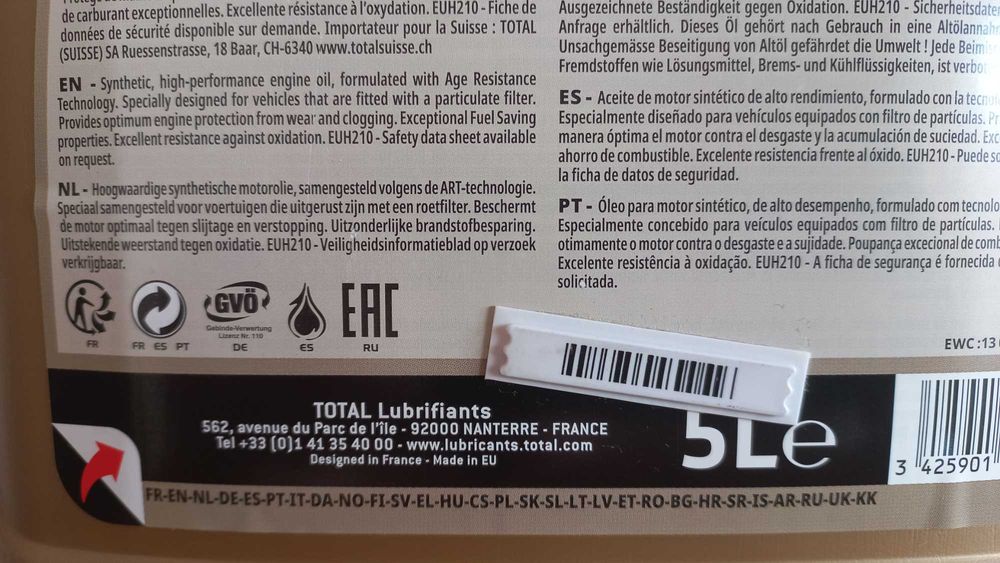 de carburant exceptionnelles. Excellente résistance à l'oxydation. EUH210 - Fiche de
données de sécurité disponible sur demande. Importateur pour la Suisse : TOTAL
(SUISSE) SA Ruessenstrasse, 18 Baar, CH-6340 www.totalsuisse.ch
EN - Synthetic, high-performance engine oil, formulated with Age Resistance
Technology. Specially designed for vehicles that are fitted with a particulate filter.
Provides optimum engine protection from wear and clogging. Exceptional Fuel Saving
properties. Excellent resistance against oxidation. EUH210 - Safety data sheet available
on request.
NL - Hoogwaardige synthetische motorolie, samengesteld volgens de ART-technologie.
Speciaal samengesteld voor voertuigen die uitgerust zijn met een roetfilter. Beschermt
de motor optimaal tegen slijtage en verstopping. Uitzonderlijke brandstofbesparing.
Uitstekende weerstand tegen oxidatie. EUH210 - Veiligheidsinformatieblad op verzoek
verkrijgbaar.
Ausgezeichnete Beständigkeit gegen Oxidation. EUH210 - Sicherheitsdaten
Anfrage erhältlich. Dieses Öl gehört nach Gebrauch in eine Altölannahm
Unsachgemässe Beseitigung von Altöl gefährdet die Umwelt ! Jede Beim
Fremdstoffen wie Lösungsmittel, Brems- und Kühlflüssigkeiten, ist verbo
ES - Aceite de motor sintético de alto rendimiento, formulado con la tecno
Especialmente diseñado para vehículos equipados con filtro de partículas. Pr
manera óptima el motor contra el desgaste y la acumulación de suciedad. Exc
ahorro de combustible. Excelente resistencia frente al óxido. EUH210 - Puede so
la ficha de datos de seguridad.
PT - Óleo para motor sintético, de alto desempenho, formulado com tecnolo
Especialmente concebido para veículos equipados com filtro de partículas.
otimamente o motor contra o desgaste e a sujidade. Poupança excecional de comb
Excelente resistência à oxidação. EUH210 - A ficha de segurança é fornecida
solicitada.
FR
FR ES PT
GVÖ
Gebinde-Verwertung
Lizenz Nr. 110
DE
ES
EAC
RU
EWC : 13
TOTAL Lubrifiants
562, avenue du Parc de l'île - 92000 NANTERRE - FRANCE
Tel +33 (0)1 41 35 40 00 - www.lubricants.total.com
Designed in France - Made in EU
5L e
3 425901
FR-EN-NL-DE-ES-PT-IT-DA-NO-FI-SV-EL-HU-CS-PL-SK-SL-LT-LV-ET-RO-BG-HR-SR-IS-AR-RU-UK-KK